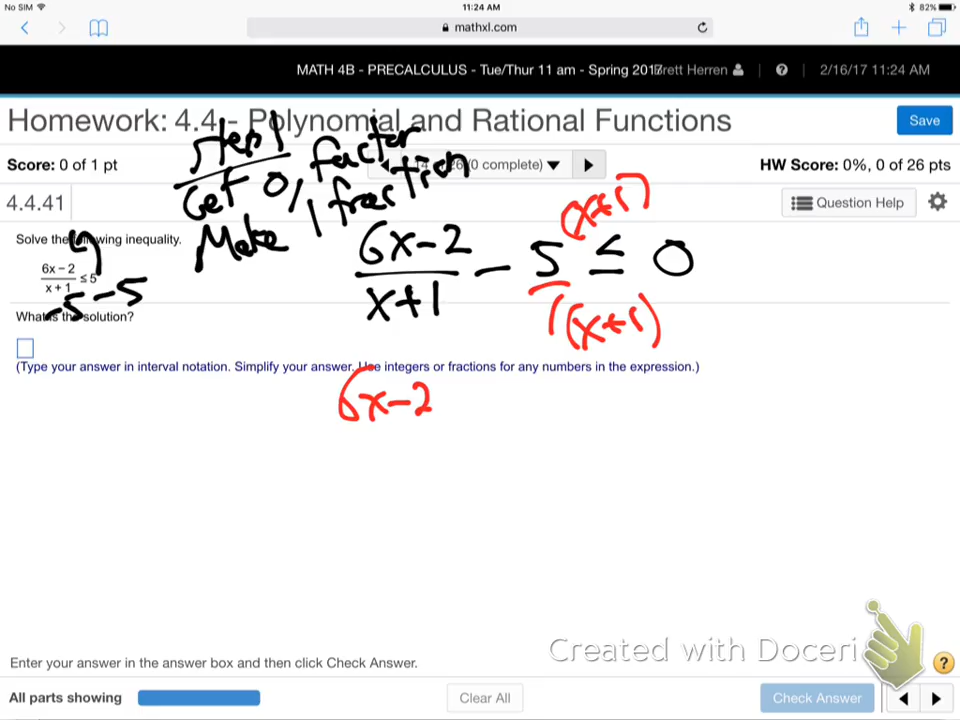 No SIM 11:24 AM 82%
mathxl.com
MATH 4B - PRECALCULUS - Tue/Thur 11 am - Spring 2017 Brett Herren ? 2/16/17 11:24 AM
Homework: 4.4 - Polynomial and Rational Functions Save
Score: 0 of 1 pt (0 complete) HW Score: 0%, 0 of 26 pts
4.4.41 Question Help
Step 1
Get 0, factor
Make 1 fraction
Solve the following inequality.
6x − 2
x + 1
≤ 5
4
-5 -5
(x+1)
6x-2
x+1
- 5 ≤ 0
1(x+1)
What is the solution?
(Type your answer in interval notation. Simplify your answer. Use integers or fractions for any numbers in the expression.)
6x-2
Created with Doceri
Enter your answer in the answer box and then click Check Answer.
All parts showing Clear All Check Answer
?